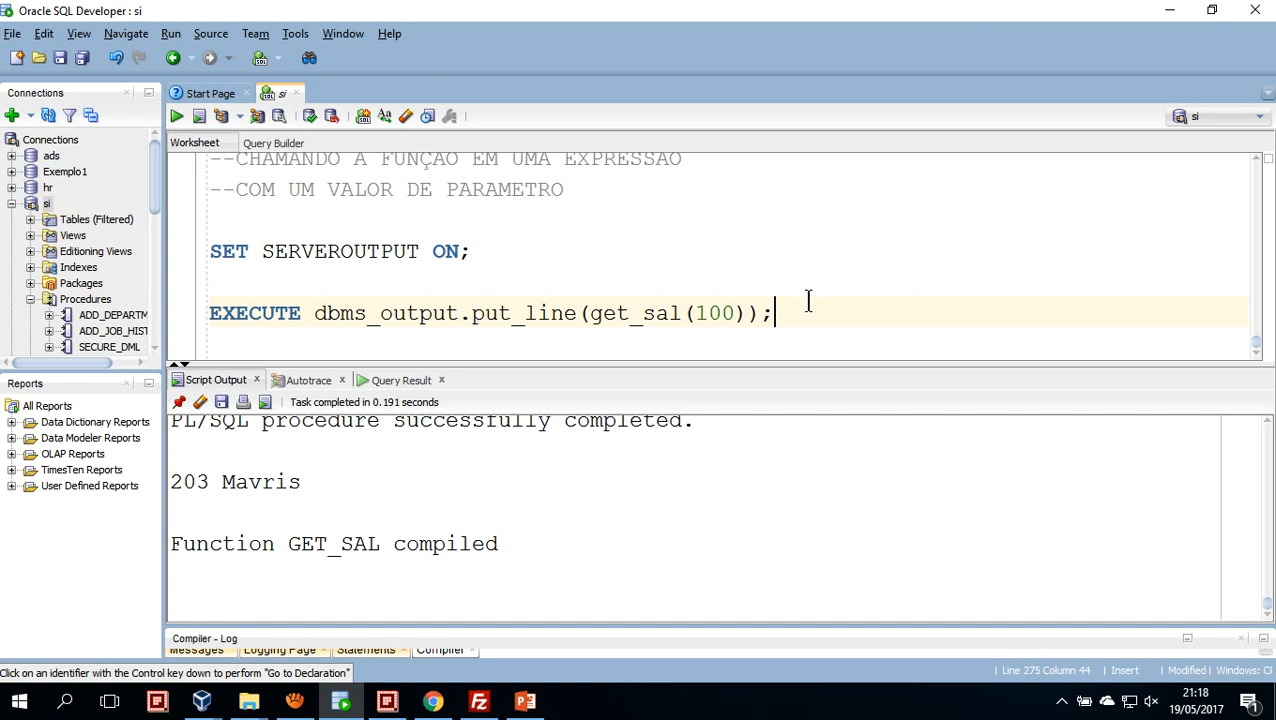 Oracle SQL Developer : si
File Edit View Navigate Run Source Team Tools Window Help
Connections
Start Page
si
si
Worksheet
Query Builder
Connections
ads
Exemplo1
hr
si
Tables (Filtered)
Views
Editioning Views
Indexes
Packages
Procedures
ADD_DEPARTM
ADD_JOB_HIST
SECURE_DML
--CHAMANDO A FUNÇÃO EM UMA EXPRESSÃO
--COM UM VALOR DE PARAMETRO
SET SERVEROUTPUT ON;
EXECUTE dbms_output.put_line(get_sal(100));
Script Output
Autotrace
Query Result
Task completed in 0.191 seconds
PL/SQL procedure successfully completed.
203 Mavris
Function GET_SAL compiled
Reports
All Reports
Data Dictionary Reports
Data Modeler Reports
OLAP Reports
TimesTen Reports
User Defined Reports
Compiler - Log
Messages
Logging Page
Statements
Compiler
Click on an identifier with the Control key down to perform "Go to Declaration"
Line 275 Column 44
Insert
Modified
Windows: CF
21:18
19/05/2017